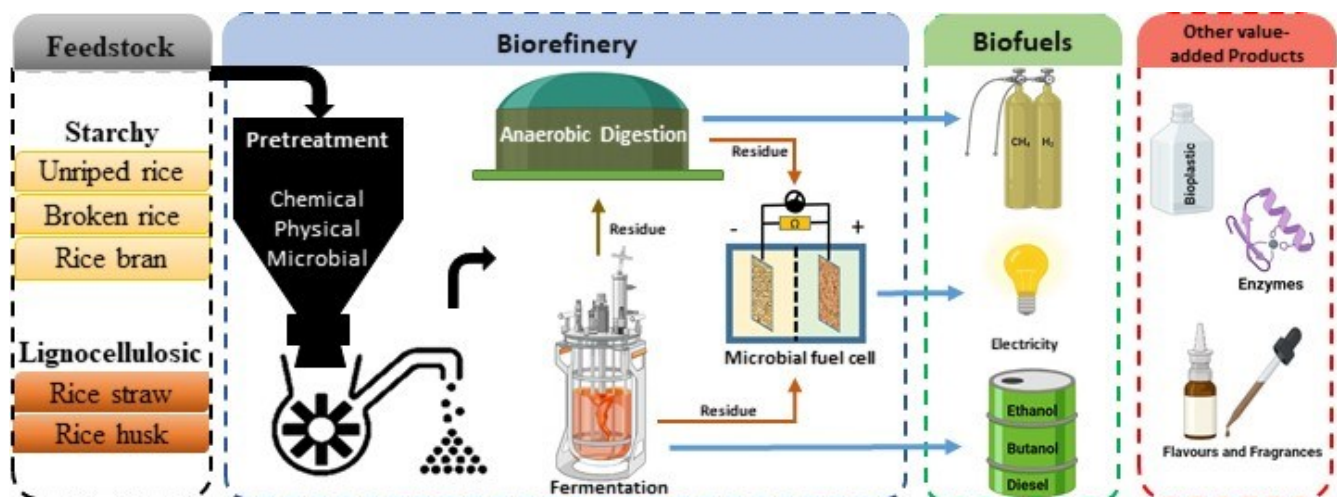 Feedstock
Starchy
Unriped rice
Broken rice
Rice bran
Lignocellulosic
Rice straw
Rice husk
Biorefinery
Pretreatment
Chemical
Physical
Microbial
Anaerobic Digestion
Residue
Residue
- +
Ω
Microbial fuel cell
Residue
Fermentation
Biofuels
CH₄ H₂
Electricity
Ethanol
Butanol
Diesel
Other value-
added Products
Bioplastic
Enzymes
Flavours and Fragrances